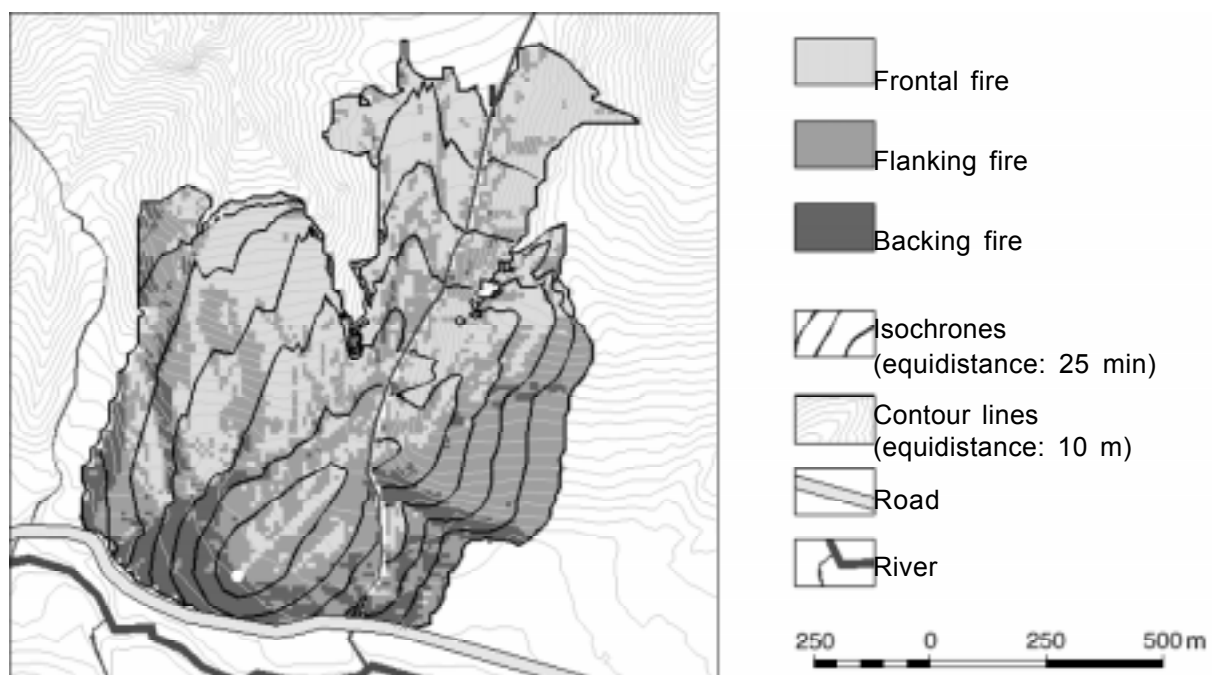 Frontal fire
Flanking fire
Backing fire
Isochrones
(equidistance: 25 min)
Contour lines
(equidistance: 10 m)
Road
River
250 0 250 500 m